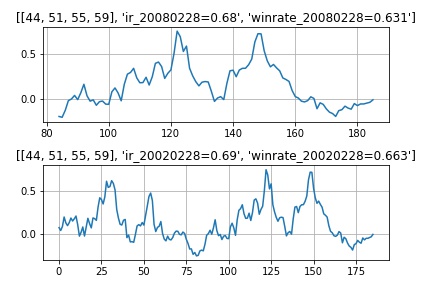 [[44, 51, 55, 59], 'ir_20080228=0.68', 'winrate_20080228=0.631']
0.5
0.0
80 100 120 140 160 180
[[44, 51, 55, 59], 'ir_20020228=0.69', 'winrate_20020228=0.663']
0.5
0.0
0 25 50 75 100 125 150 175